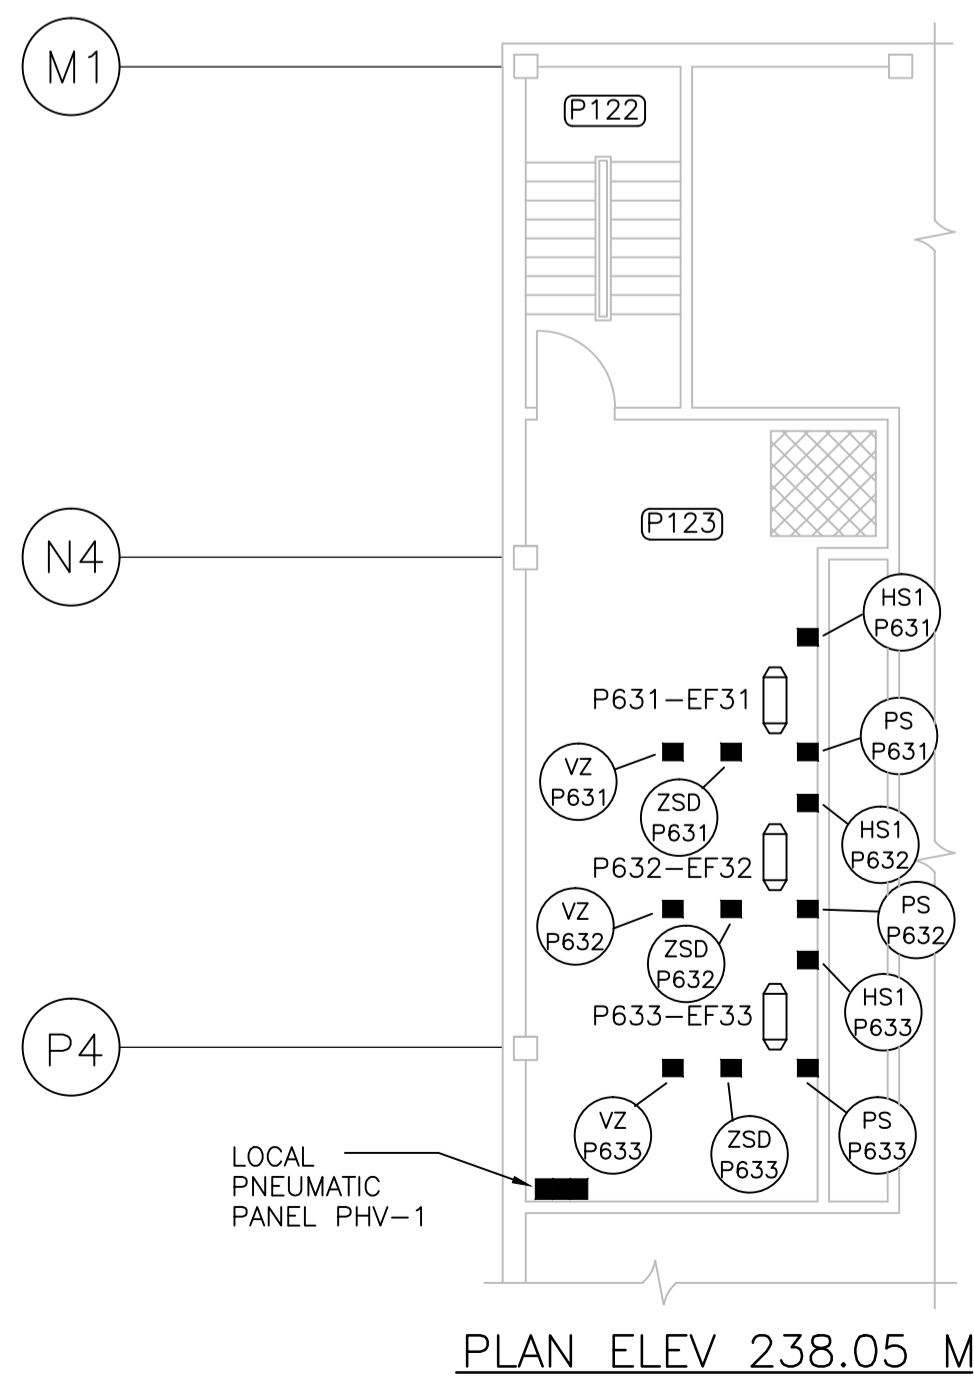 M1
P122
N4
P123
HS1
P631
P631-EF31
PS
P631
VZ
P631
ZSD
P631
HS1
P632
P632-EF32
PS
P632
VZ
P632
ZSD
P632
HS1
P633
P633-EF33
P4
VZ
P633
ZSD
P633
PS
P633
LOCAL
PNEUMATIC
PANEL PHV-1
PLAN ELEV 238.05 M